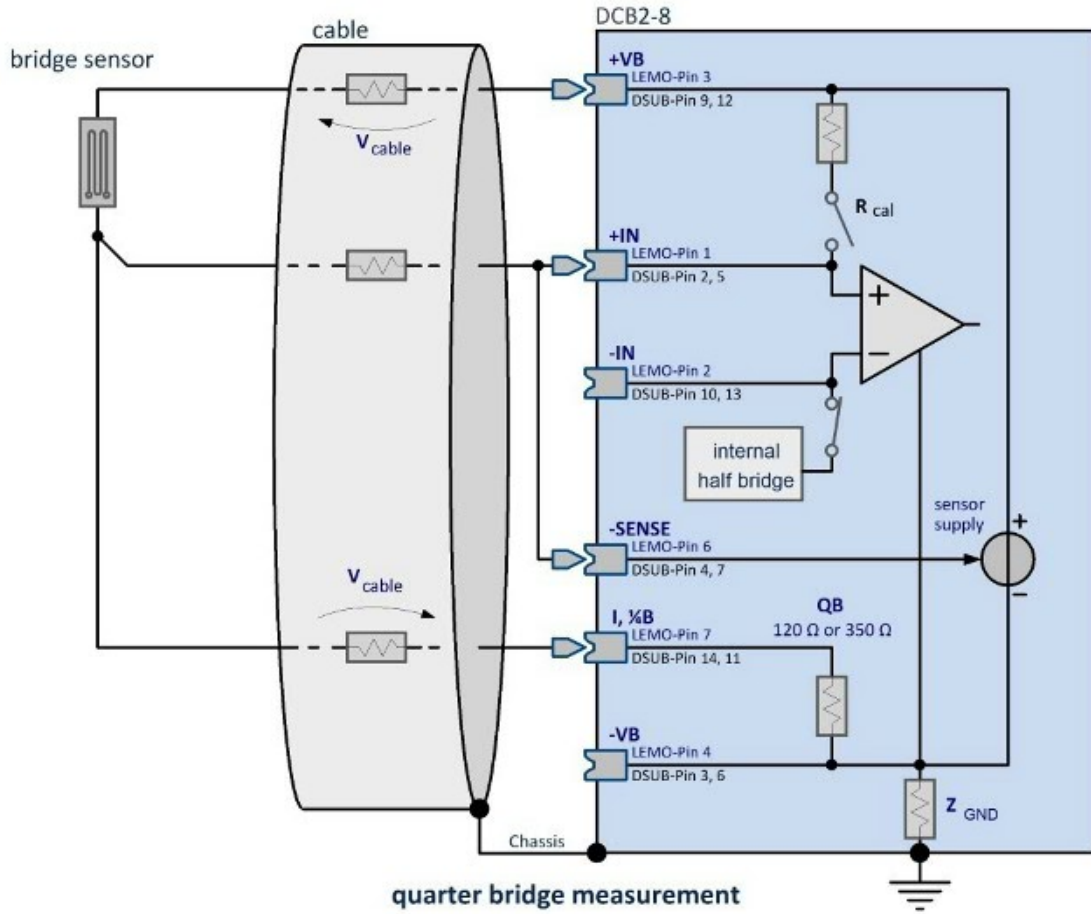 DCB2-8
cable
bridge sensor
+VB
LEMO-Pin 3
DSUB-Pin 9, 12
V cable
R cal
+IN
LEMO-Pin 1
DSUB-Pin 2, 5
+
-IN
LEMO-Pin 2
DSUB-Pin 10, 13
−
internal
half bridge
sensor
supply
+
-SENSE
LEMO-Pin 6
DSUB-Pin 4, 7
−
V cable
QB
120 Ω or 350 Ω
I, ¼B
LEMO-Pin 7
DSUB-Pin 14, 11
-VB
LEMO-Pin 4
DSUB-Pin 3, 6
Z GND
Chassis
quarter bridge measurement